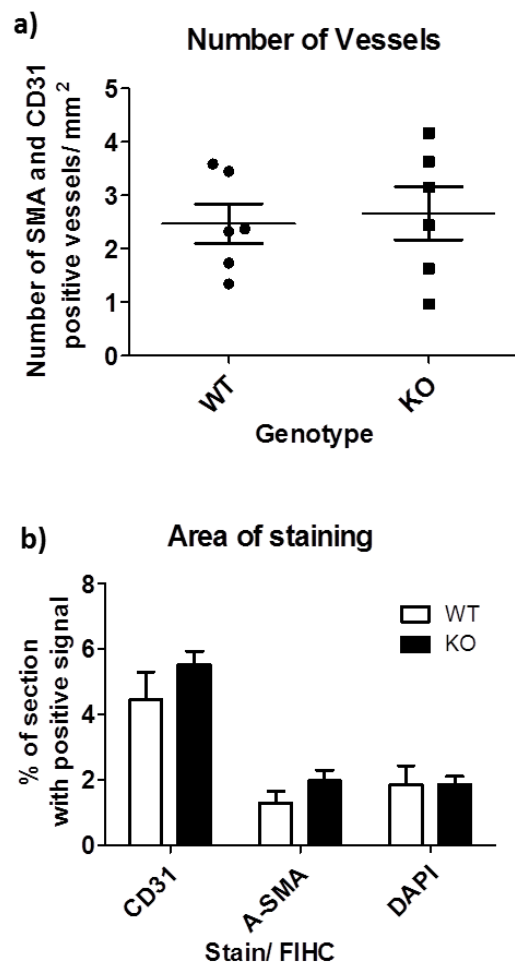 a)
Number of Vessels
Number of SMA and CD31
positive vessels/ mm2
5
4
3
2
1
0
WT
KO
Genotype
b)
Area of staining
% of section
with positive signal
8
6
4
2
0
WT
KO
CD31
A-SMA
DAPI
Stain/ FIHC